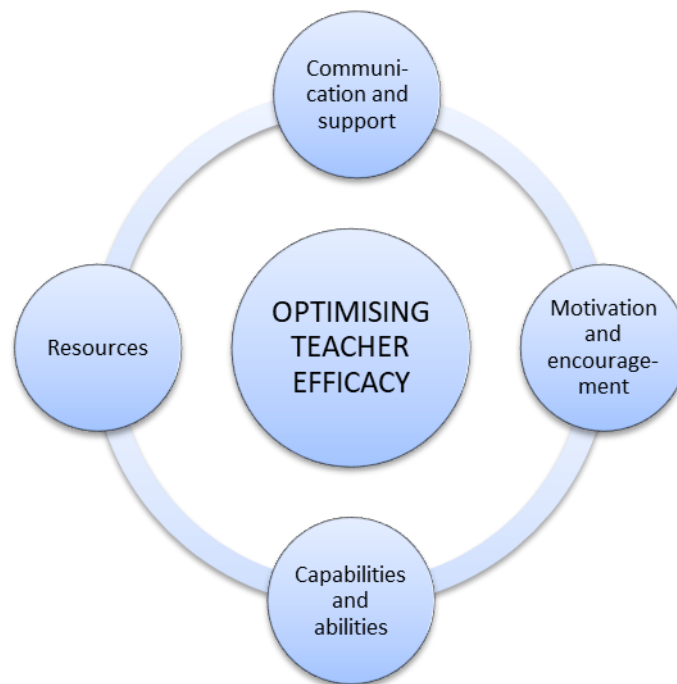 Communi-
cation and
support
Resources
OPTIMISING
TEACHER
EFFICACY
Motivation
and
encourage-
ment
Capabilities
and
abilities